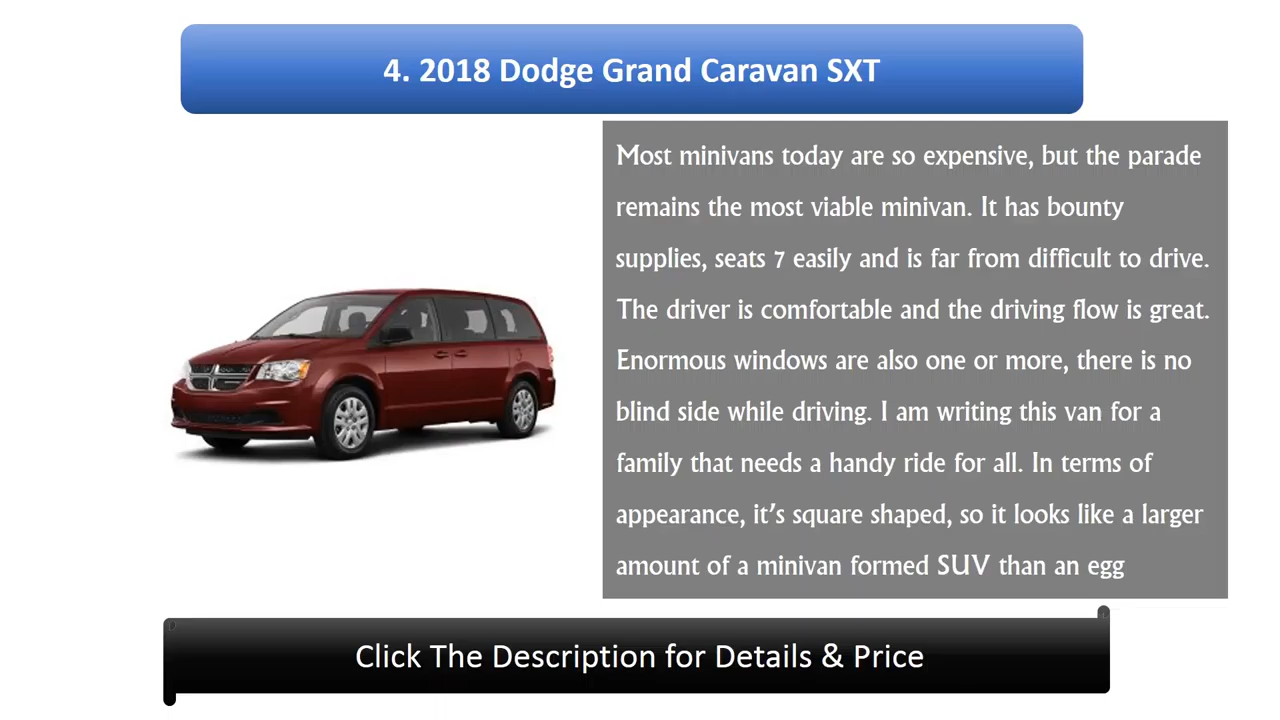 4. 2018 Dodge Grand Caravan SXT
Most minivans today are so expensive, but the parade
remains the most viable minivan. It has bounty
supplies, seats 7 easily and is far from difficult to drive.
The driver is comfortable and the driving flow is great.
Enormous windows are also one or more, there is no
blind side while driving. I am writing this van for a
family that needs a handy ride for all. In terms of
appearance, it's square shaped, so it looks like a larger
amount of a minivan formed SUV than an egg
Click The Description for Details & Price